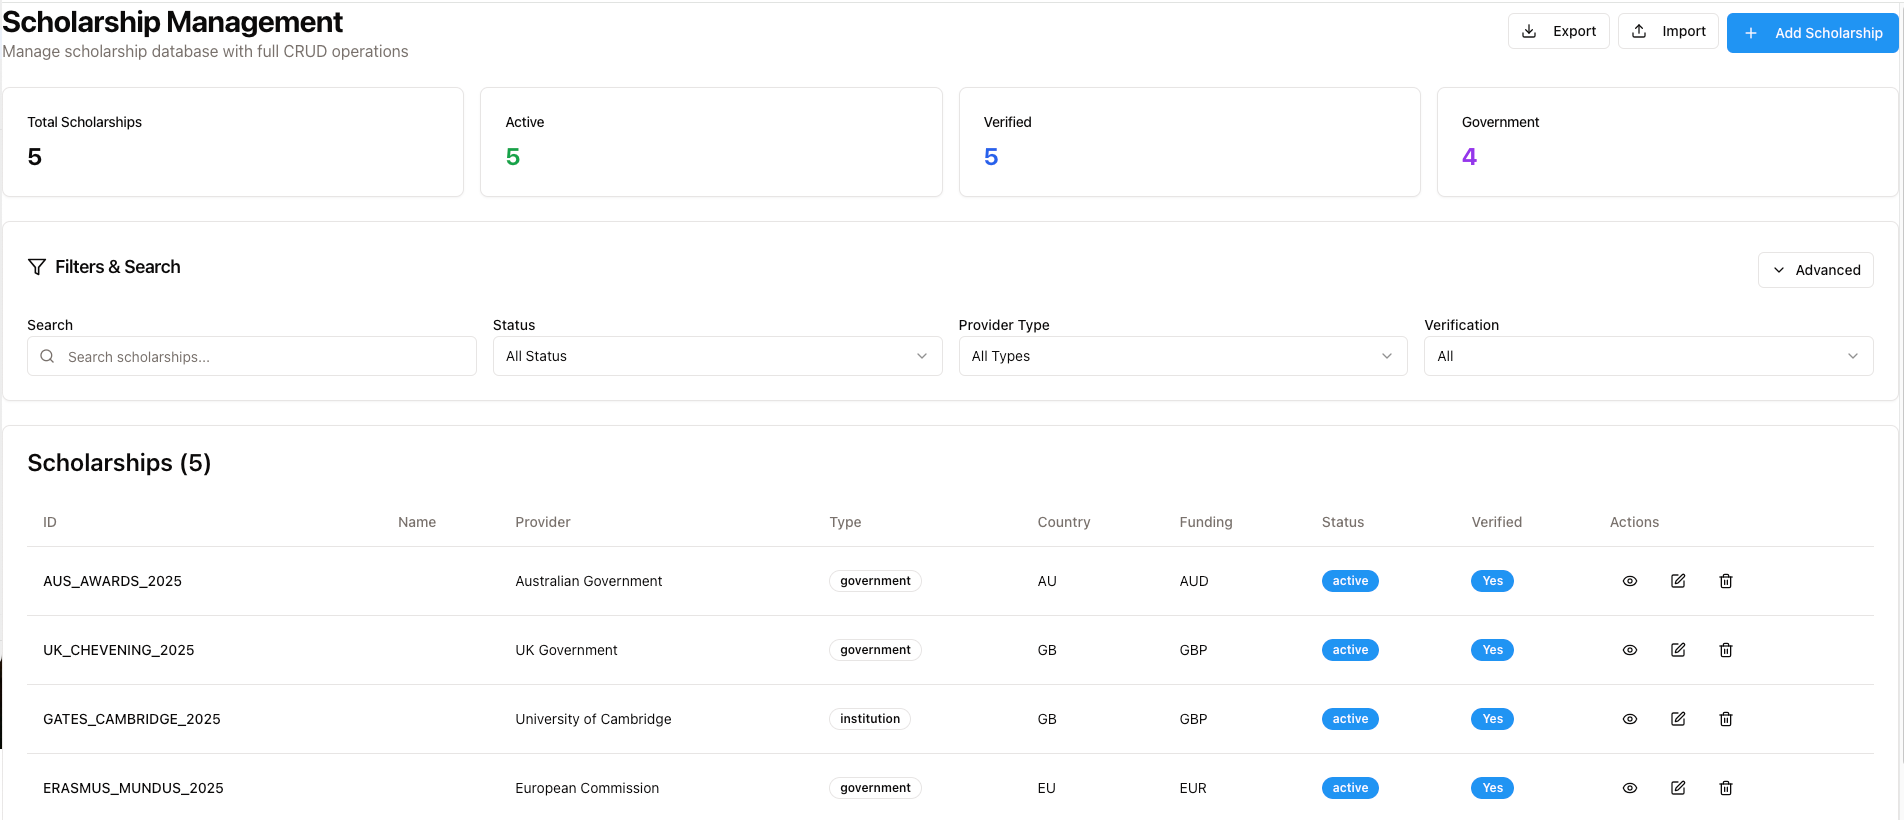 Scholarship Management
Manage scholarship database with full CRUD operations
Export
Import
Add Scholarship
Total Scholarships
5
Active
5
Verified
5
Government
4
Filters & Search
Advanced
Search
Search scholarships...
Status
All Status
Provider Type
All Types
Verification
All
Scholarships (5)
ID Name Provider Type Country Funding Status Verified Actions
AUS_AWARDS_2025 Australian Government government AU AUD active Yes
UK_CHEVENING_2025 UK Government government GB GBP active Yes
GATES_CAMBRIDGE_2025 University of Cambridge institution GB GBP active Yes
ERASMUS_MUNDUS_2025 European Commission government EU EUR active Yes